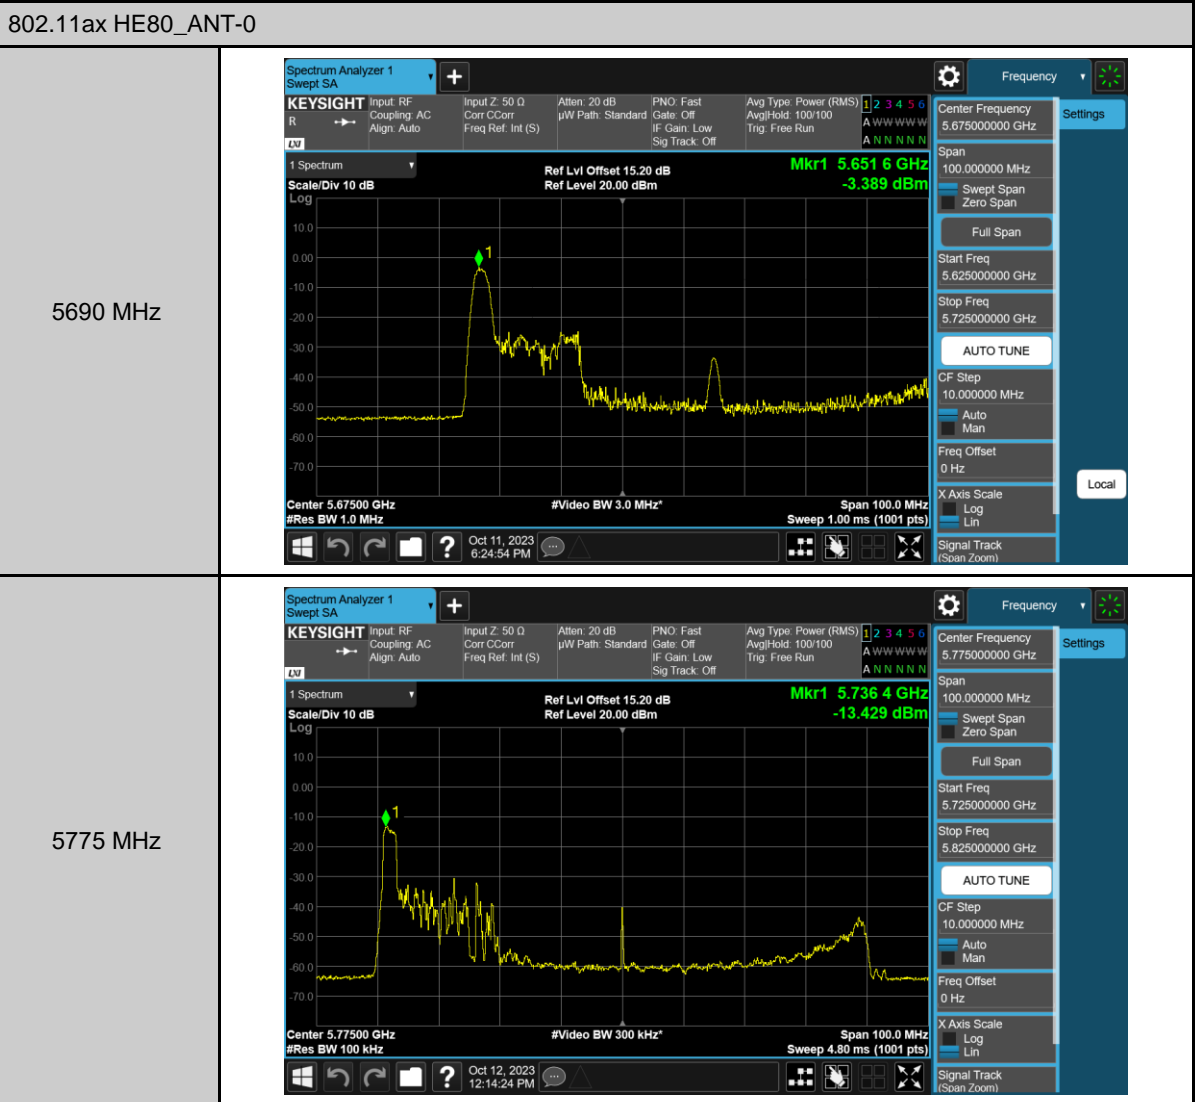 802.11ax HE80_ANT-0
5690 MHz
Spectrum Analyzer 1
Swept SA
Frequency
KEYSIGHT
R
LXI
Input: RF
Coupling: AC
Align: Auto
Input Z: 50 Ω
Corr CCorr
Freq Ref: Int (S)
Atten: 20 dB
µW Path: Standard
PNO: Fast
Gate: Off
IF Gain: Low
Sig Track: Off
Avg Type: Power (RMS)
Avg|Hold: 100/100
Trig: Free Run
1 2 3 4 5 6
A W W W W W
A N N N N N
1 Spectrum
Scale/Div 10 dB
Log
Ref Lvl Offset 15.20 dB
Ref Level 20.00 dBm
Mkr1 5.651 6 GHz
-3.389 dBm
1
10.0
0.00
-10.0
-20.0
-30.0
-40.0
-50.0
-60.0
-70.0
Center 5.67500 GHz
#Res BW 1.0 MHz
#Video BW 3.0 MHz*
Span 100.0 MHz
Sweep 1.00 ms (1001 pts)
?
Oct 11, 2023
6:24:54 PM
Center Frequency
5.675000000 GHz
Span
100.000000 MHz
Swept Span
Zero Span
Full Span
Start Freq
5.625000000 GHz
Stop Freq
5.725000000 GHz
AUTO TUNE
CF Step
10.000000 MHz
Auto
Man
Freq Offset
0 Hz
X Axis Scale
Log
Lin
Signal Track
(Span Zoom)
Settings
Local
5775 MHz
Spectrum Analyzer 1
Swept SA
Frequency
KEYSIGHT
LXI
Input: RF
Coupling: AC
Align: Auto
Input Z: 50 Ω
Corr CCorr
Freq Ref: Int (S)
Atten: 20 dB
µW Path: Standard
PNO: Fast
Gate: Off
IF Gain: Low
Sig Track: Off
Avg Type: Power (RMS)
Avg|Hold: 100/100
Trig: Free Run
1 2 3 4 5 6
A W W W W W
A N N N N N
1 Spectrum
Scale/Div 10 dB
Log
Ref Lvl Offset 15.20 dB
Ref Level 20.00 dBm
Mkr1 5.736 4 GHz
-13.429 dBm
1
10.0
0.00
-10.0
-20.0
-30.0
-40.0
-50.0
-60.0
-70.0
Center 5.77500 GHz
#Res BW 100 kHz
#Video BW 300 kHz*
Span 100.0 MHz
Sweep 4.80 ms (1001 pts)
?
Oct 12, 2023
12:14:24 PM
Center Frequency
5.775000000 GHz
Span
100.000000 MHz
Swept Span
Zero Span
Full Span
Start Freq
5.725000000 GHz
Stop Freq
5.825000000 GHz
AUTO TUNE
CF Step
10.000000 MHz
Auto
Man
Freq Offset
0 Hz
X Axis Scale
Log
Lin
Signal Track
(Span Zoom)
Settings